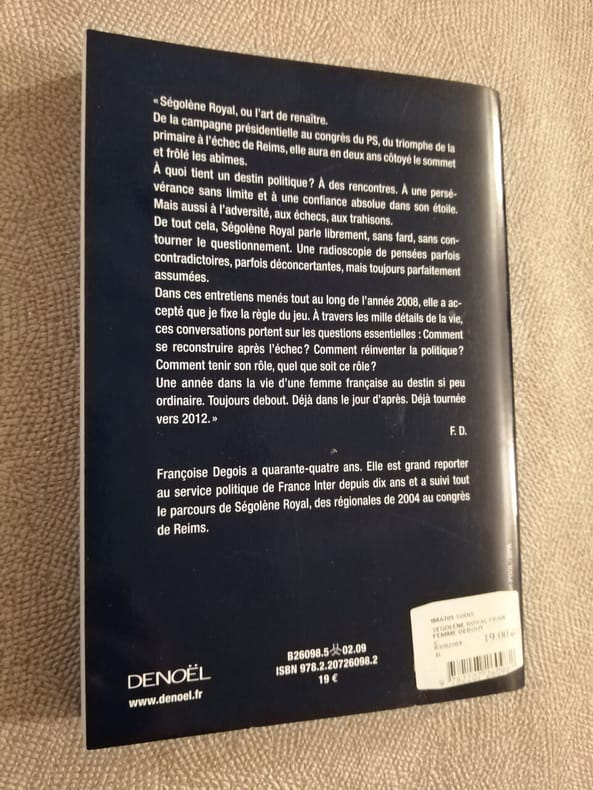 « Ségolène Royal, ou l'art de renaître.
De la campagne présidentielle au congrès du PS, du triomphe de la
primaire à l'échec de Reims, elle aura en deux ans côtoyé le sommet
et frôlé les abîmes.
À quoi tient un destin politique ? À des rencontres. À une persé-
vérance sans limite et à une confiance absolue dans son étoile.
Mais aussi à l'adversité, aux échecs, aux trahisons.
De tout cela, Ségolène Royal parle librement, sans fard, sans con-
tourner le questionnement. Une radioscopie de pensées parfois
contradictoires, parfois déconcertantes, mais toujours parfaitement
assumées.
Dans ces entretiens menés tout au long de l'année 2008, elle a ac-
cepté que je fixe la règle du jeu. À travers les mille détails de la vie,
ces conversations portent sur les questions essentielles : Comment
se reconstruire après l'échec ? Comment réinventer la politique ?
Comment tenir son rôle, quel que soit ce rôle ?
Une année dans la vie d'une femme française au destin si peu
ordinaire. Toujours debout. Déjà dans le jour d'après. Déjà tournée
vers 2012. »
F. D.
Françoise Degois a quarante-quatre ans. Elle est grand reporter
au service politique de France Inter depuis dix ans et a suivi tout
le parcours de Ségolène Royal, des régionales de 2004 au congrès
de Reims.
DENOËL
www.denoel.fr
B26098.5 02.09
ISBN 978.2.20726098.2
19 €
SEGOLENE ROYAL FRAN
FEMME DEBOUT
19.00